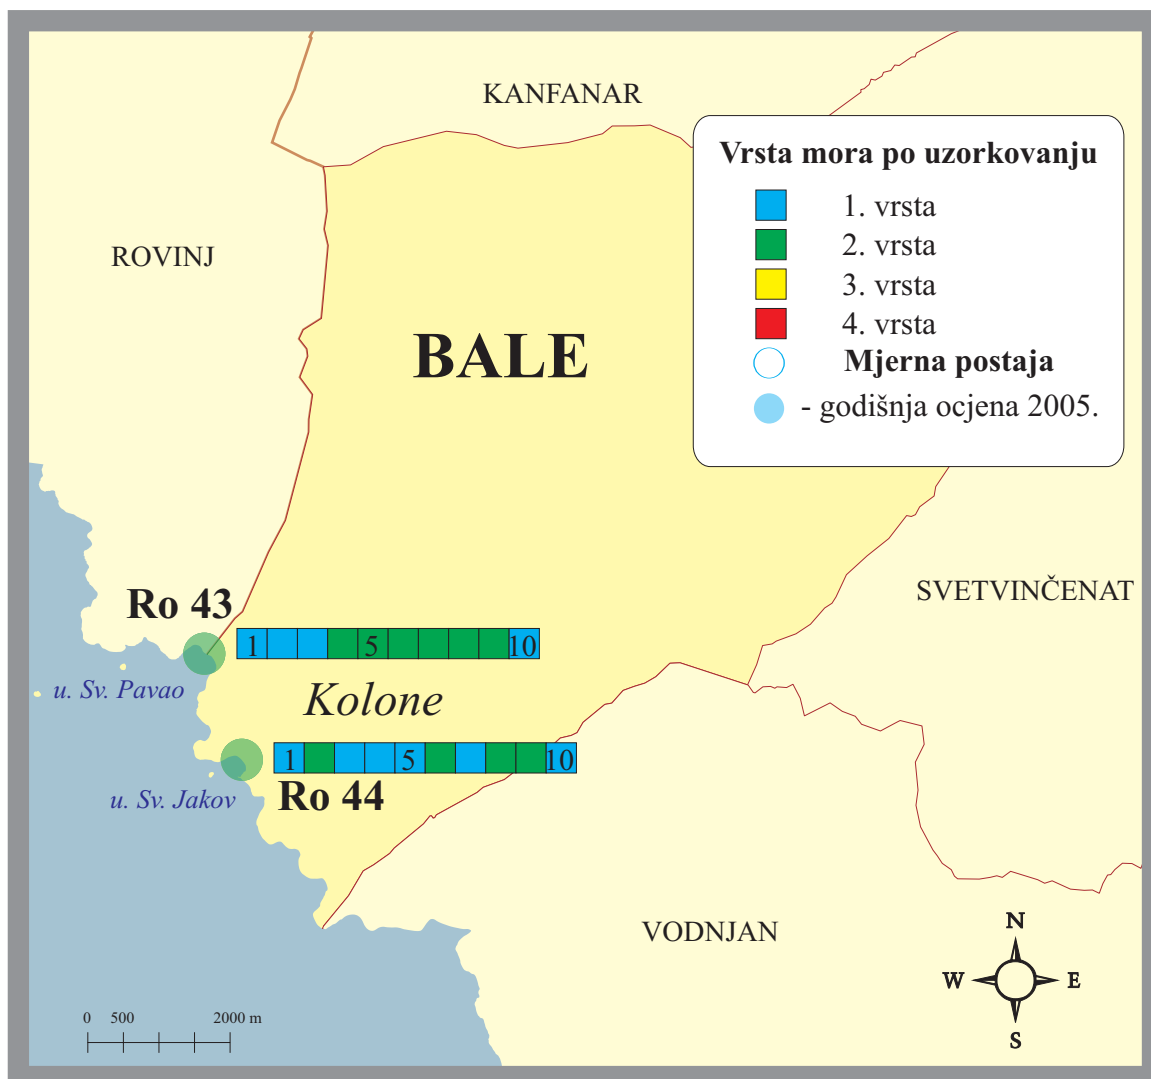 KANFANAR
Vrsta mora po uzorkovanju
1. vrsta
2. vrsta
3. vrsta
4. vrsta
Mjerna postaja
- godišnja ocjena 2005.
ROVINJ
BALE
SVETVINČENAT
Ro 43
1 5 10
u. Sv. Pavao
Kolone
1 5 10
u. Sv. Jakov
Ro 44
VODNJAN
N
W E
S
0 500 2000 m